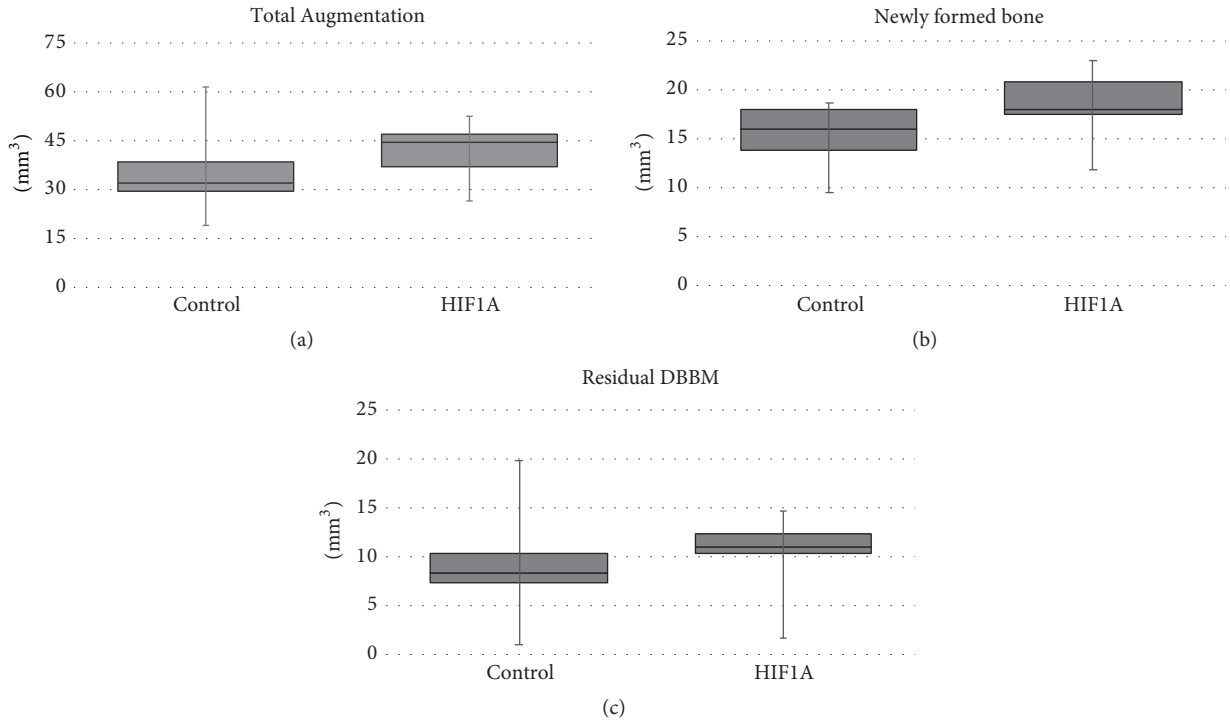 Total Augmentation
75
60
45
30
15
0
(mm³)
Control HIF1A
(a)
Newly formed bone
25
20
15
10
5
0
(mm³)
Control HIF1A
(b)
Residual DBBM
25
20
15
10
5
0
(mm³)
Control HIF1A
(c)